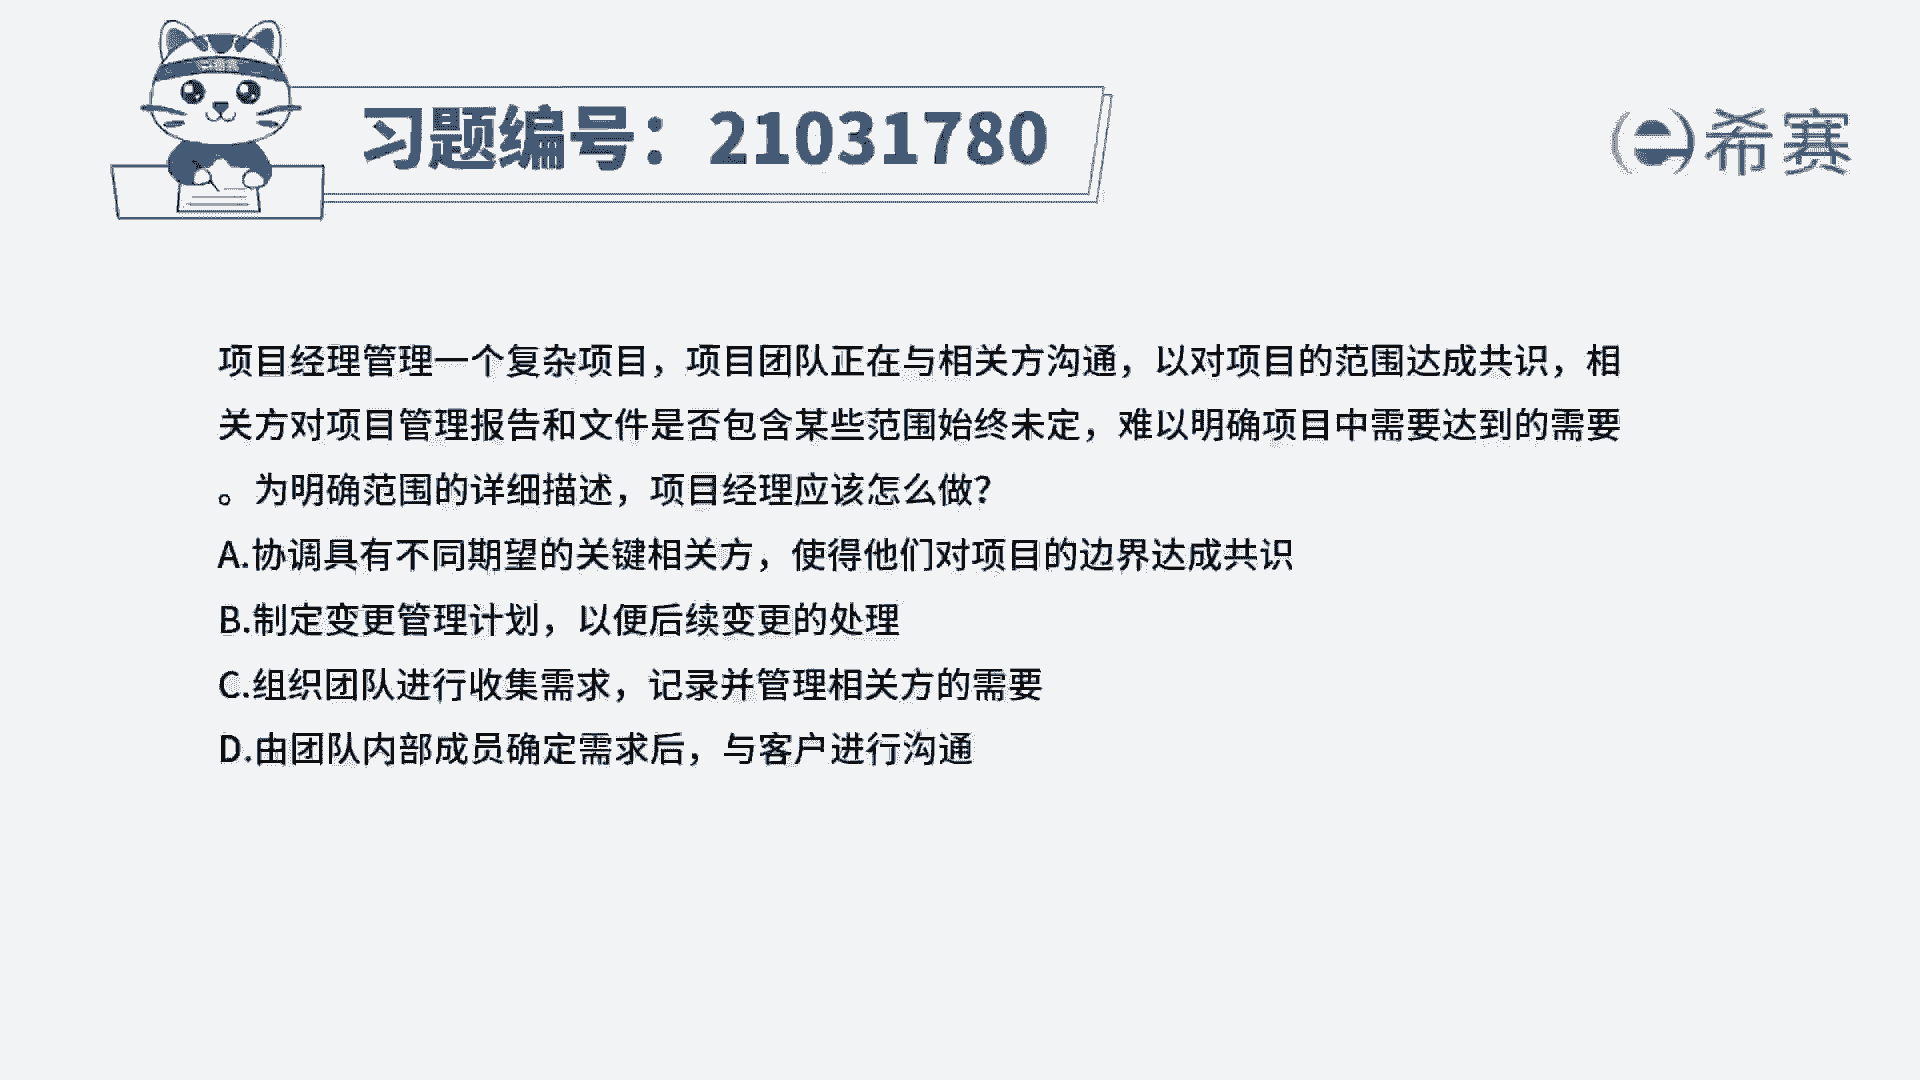 习题编号：21031780
希赛
项目经理管理一个复杂项目，项目团队正在与相关方沟通，以对项目的范围达成共识，相
关方对项目管理报告和文件是否包含某些范围始终未定，难以明确项目中需要达到的需要
。为明确范围的详细描述，项目经理应该怎么做？
A.协调具有不同期望的关键相关方，使得他们对项目的边界达成共识
B.制定变更管理计划，以便后续变更的处理
C.组织团队进行收集需求，记录并管理相关方的需要
D.由团队内部成员确定需求后，与客户进行沟通